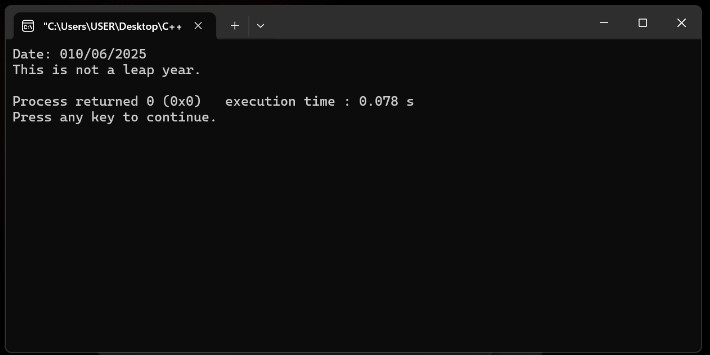 "C:\Users\USER\Desktop\C++
Date: 010/06/2025
This is not a leap year.
Process returned 0 (0x0)   execution time : 0.078 s
Press any key to continue.